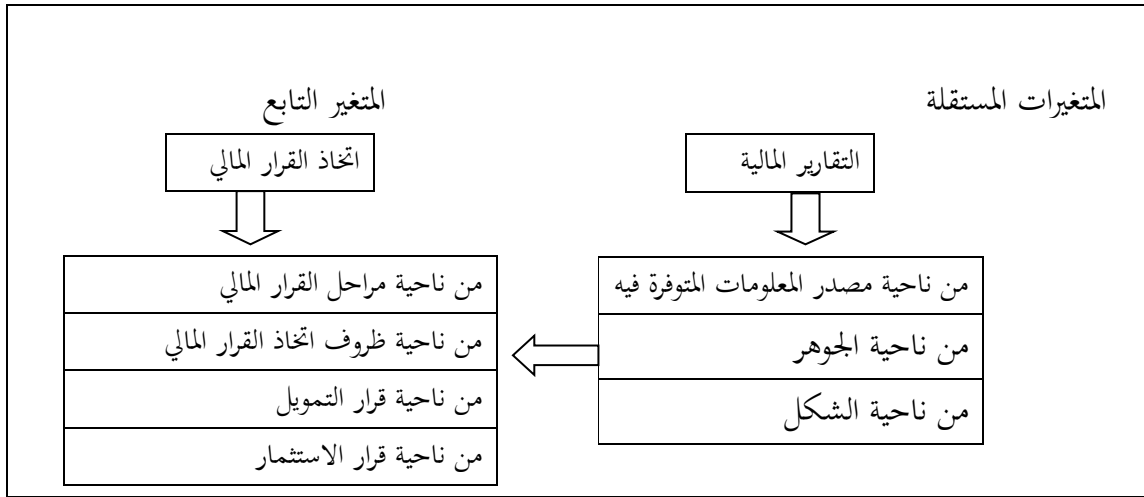 المتغيرات المستقلة
المتغير التابع
التقارير المالية
اتخاذ القرار المالي
من ناحية مصدر المعلومات المتوفرة فيه
من ناحية الجوهر
من ناحية الشكل
من ناحية مراحل القرار المالي
من ناحية ظروف اتخاذ القرار المالي
من ناحية قرار التمويل
من ناحية قرار الاستثمار